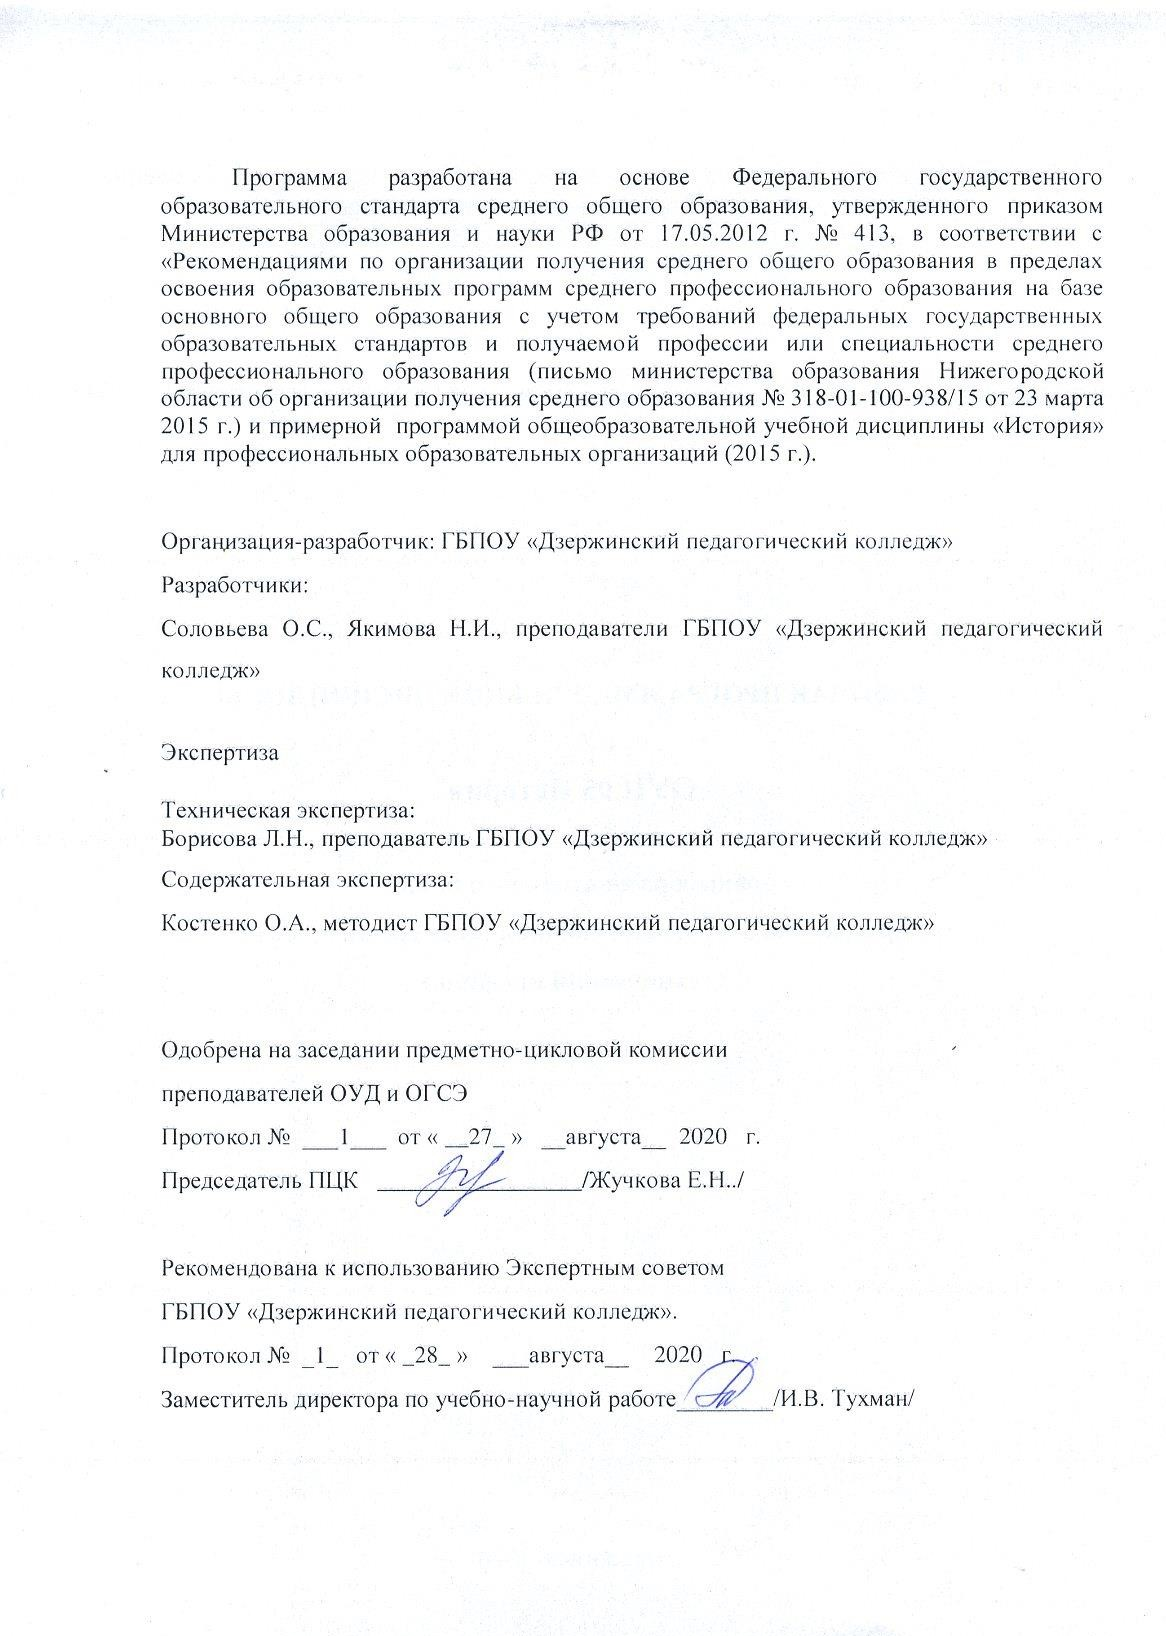 Программа разработана на основе Федерального государственного
образовательного стандарта среднего общего образования, утвержденного приказом
Министерства образования и науки РФ от 17.05.2012 г. № 413, в соответствии с
«Рекомендациями по организации получения среднего общего образования в пределах
освоения образовательных программ среднего профессионального образования на базе
основного общего образования с учетом требований федеральных государственных
образовательных стандартов и получаемой профессии или специальности среднего
профессионального образования (письмо министерства образования Нижегородской
области об организации получения среднего образования № 318-01-100-938/15 от 23 марта
2015 г.) и примерной программой общеобразовательной учебной дисциплины «История»
для профессиональных образовательных организаций (2015 г.).
Организация-разработчик: ГБПОУ «Дзержинский педагогический колледж»
Разработчики:
Соловьева О.С., Якимова Н.И., преподаватели ГБПОУ «Дзержинский педагогический
колледж»
Экспертиза
Техническая экспертиза:
Борисова Л.Н., преподаватель ГБПОУ «Дзержинский педагогический колледж»
Содержательная экспертиза:
Костенко О.А., методист ГБПОУ «Дзержинский педагогический колледж»
Одобрена на заседании предметно-цикловой комиссии
преподавателей ОУД и ОГСЭ
Протокол № ___1___ от « __27_ » __августа__ 2020 г.
Председатель ПЦК _________________/Жучкова Е.Н../
Рекомендована к использованию Экспертным советом
ГБПОУ «Дзержинский педагогический колледж».
Протокол № _1_ от « _28_ » ___августа__ 2020 г.
Заместитель директора по учебно-научной работе________/И.В. Тухман/